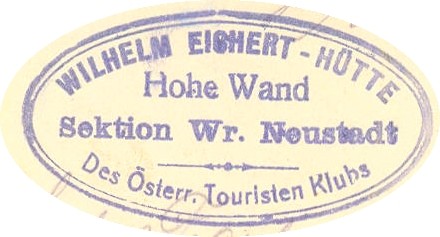 WILHELM EICHERT-HÜTTE
Hohe Wand
Sektion Wr. Neustadt
Des Österr. Touristen Klubs